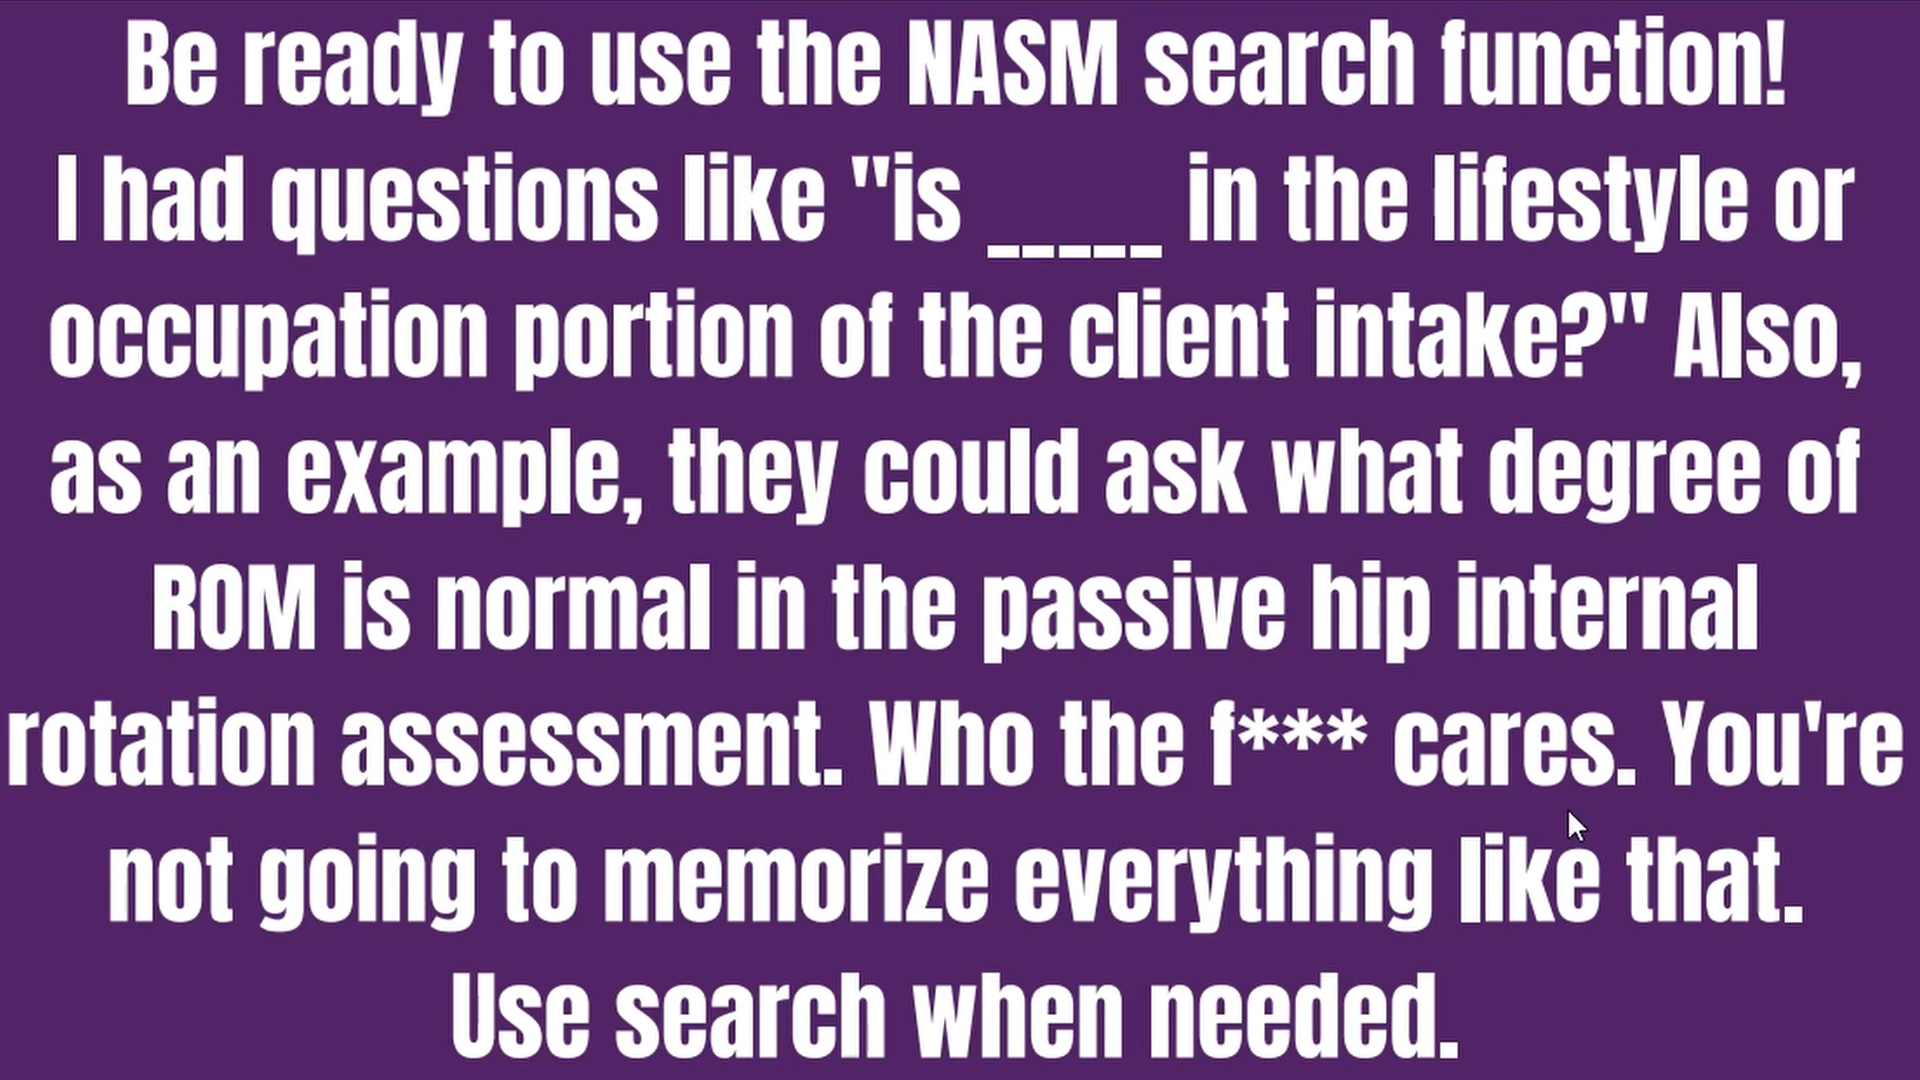 Be ready to use the NASM search function!
I had questions like "is _____ in the lifestyle or
occupation portion of the client intake?" Also,
as an example, they could ask what degree of
ROM is normal in the passive hip internal
rotation assessment. Who the f*** cares. You're
not going to memorize everything like that.
Use search when needed.